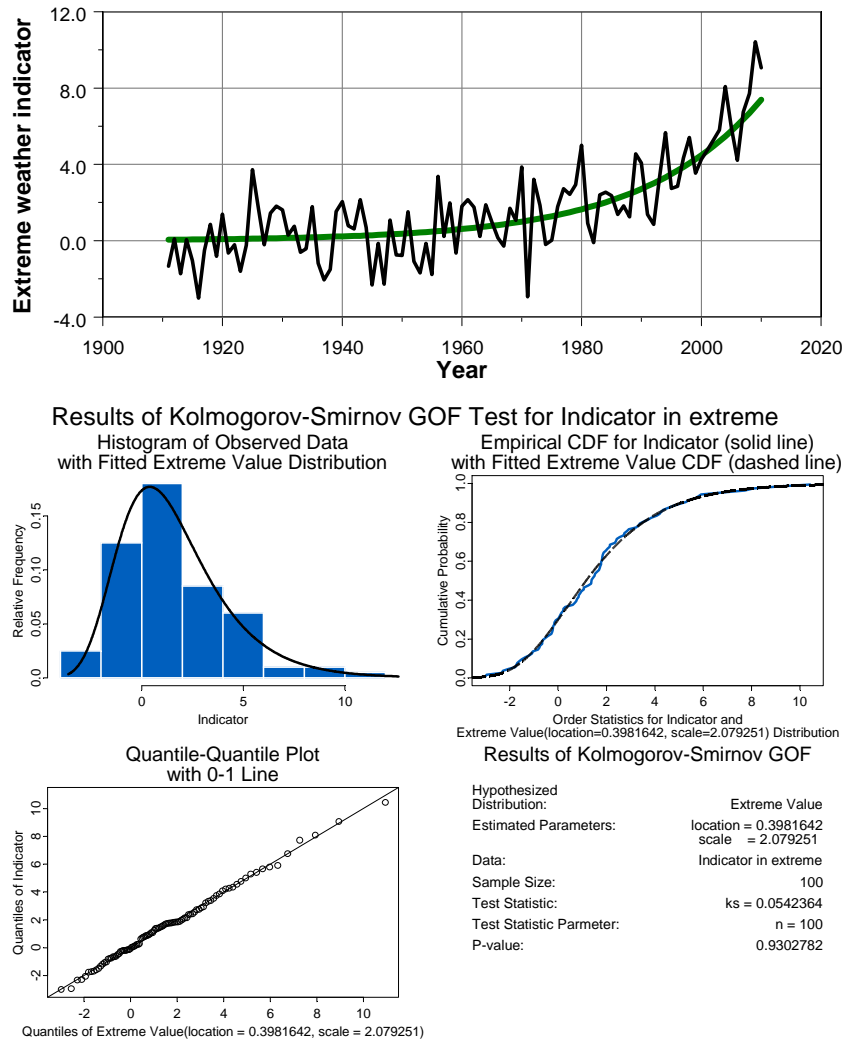 12.0
8.0
4.0
0.0
-4.0
Extreme weather indicator
1900 1920 1940 1960 1980 2000 2020
Year
Results of Kolmogorov-Smirnov GOF Test for Indicator in extreme
Histogram of Observed Data
with Fitted Extreme Value Distribution
0.15
0.10
0.05
0.0
Relative Frequency
0 5 10
Indicator
Empirical CDF for Indicator (solid line)
with Fitted Extreme Value CDF (dashed line)
1.0
0.8
0.6
0.4
0.2
0.0
Cumulative Probability
-2 0 2 4 6 8 10
Order Statistics for Indicator and
Extreme Value(location=0.3981642, scale=2.079251) Distribution
Quantile-Quantile Plot
with 0-1 Line
10
8
6
4
2
0
-2
Quantiles of Indicator
-2 0 2 4 6 8 10
Quantiles of Extreme Value(location = 0.3981642, scale = 2.079251)
Results of Kolmogorov-Smirnov GOF
Hypothesized
Distribution: Extreme Value
Estimated Parameters: location = 0.3981642
scale = 2.079251
Data: Indicator in extreme
Sample Size: 100
Test Statistic: ks = 0.0542364
Test Statistic Parmeter: n = 100
P-value: 0.9302782